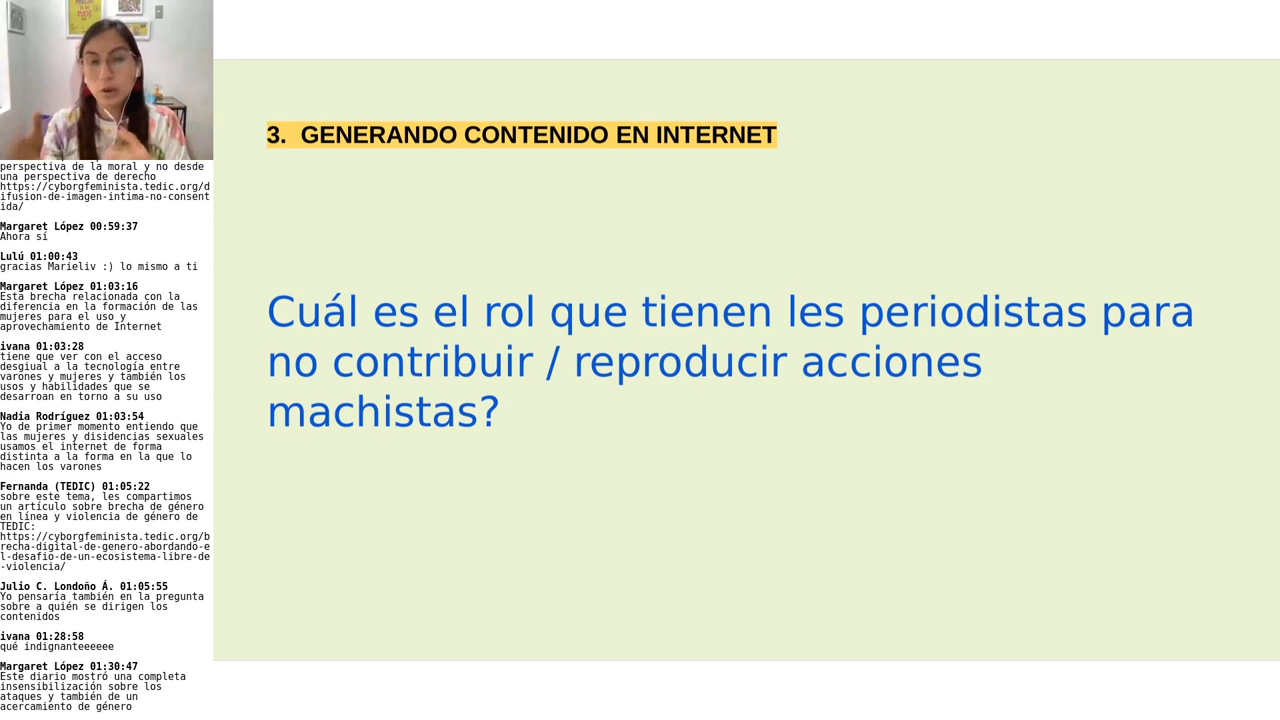 perspectiva de la moral y no desde
una perspectiva de derecho
https://cyborgfeminista.tedic.org/d
ifusion-de-imagen-intima-no-consent
ida/
Margaret López 00:59:37
Ahora sí
Lulú 01:00:43
gracias Marieliv :) lo mismo a ti
Margaret López 01:03:16
Esta brecha relacionada con la
diferencia en la formación de las
mujeres para el uso y
aprovechamiento de Internet
ivana 01:03:28
tiene que ver con el acceso
desgiual a la tecnología entre
varones y mujeres y también los
usos y habilidades que se
desarroan en torno a su uso
Nadia Rodríguez 01:03:54
Yo de primer momento entiendo que
las mujeres y disidencias sexuales
usamos el internet de forma
distinta a la forma en la que lo
hacen los varones
Fernanda (TEDIC) 01:05:22
sobre este tema, les compartimos
un artículo sobre brecha de género
en línea y violencia de género de
TEDIC:
https://cyborgfeminista.tedic.org/b
recha-digital-de-genero-abordando-e
l-desafio-de-un-ecosistema-libre-de
-violencia/
Julio C. Londoño Á. 01:05:55
Yo pensaría también en la pregunta
sobre a quién se dirigen los
contenidos
ivana 01:28:58
qué indignanteeeeee
Margaret López 01:30:47
Este diario mostró una completa
insensibilización sobre los
ataques y también de un
acercamiento de género
3. GENERANDO CONTENIDO EN INTERNET
Cuál es el rol que tienen les periodistas para
no contribuir / reproducir acciones
machistas?